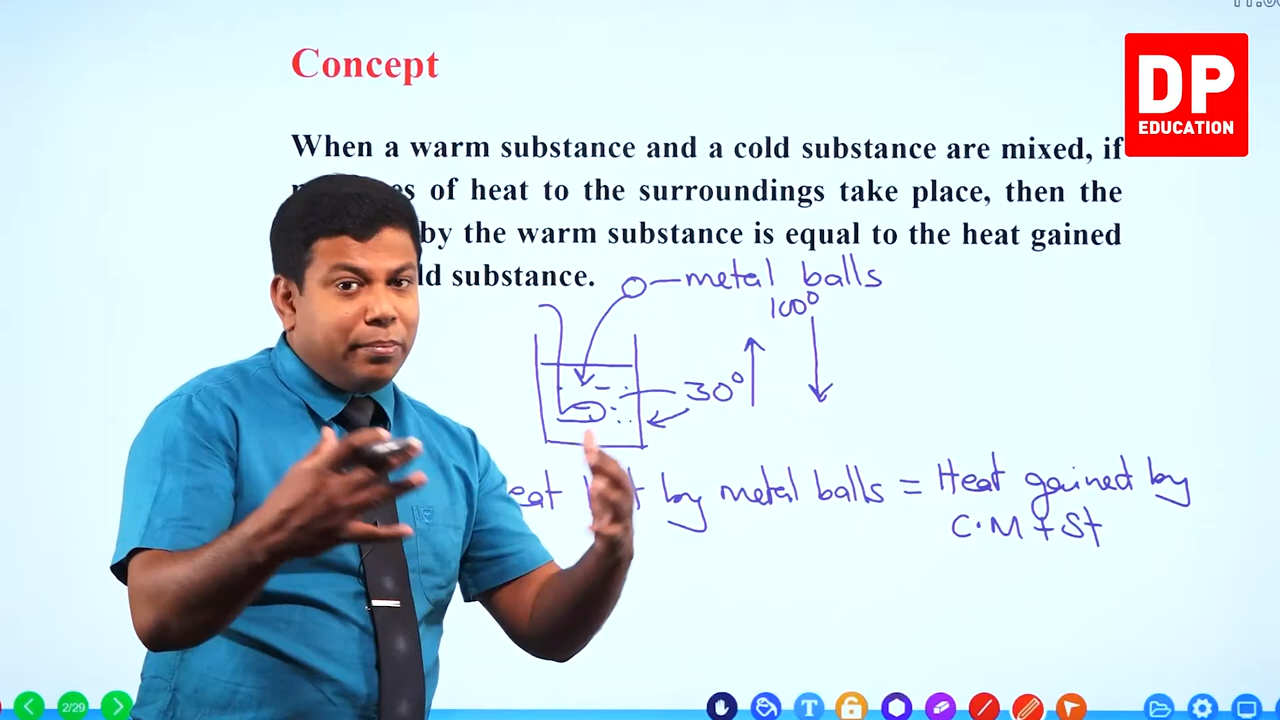 Concept
DP
EDUCATION
When a warm substance and a cold substance are mixed, if
of heat to the surroundings take place, then the
by the warm substance is equal to the heat gained
substance.
metal balls
100°
30°
by metal balls = Heat gained by
C.M + St
2/29
T